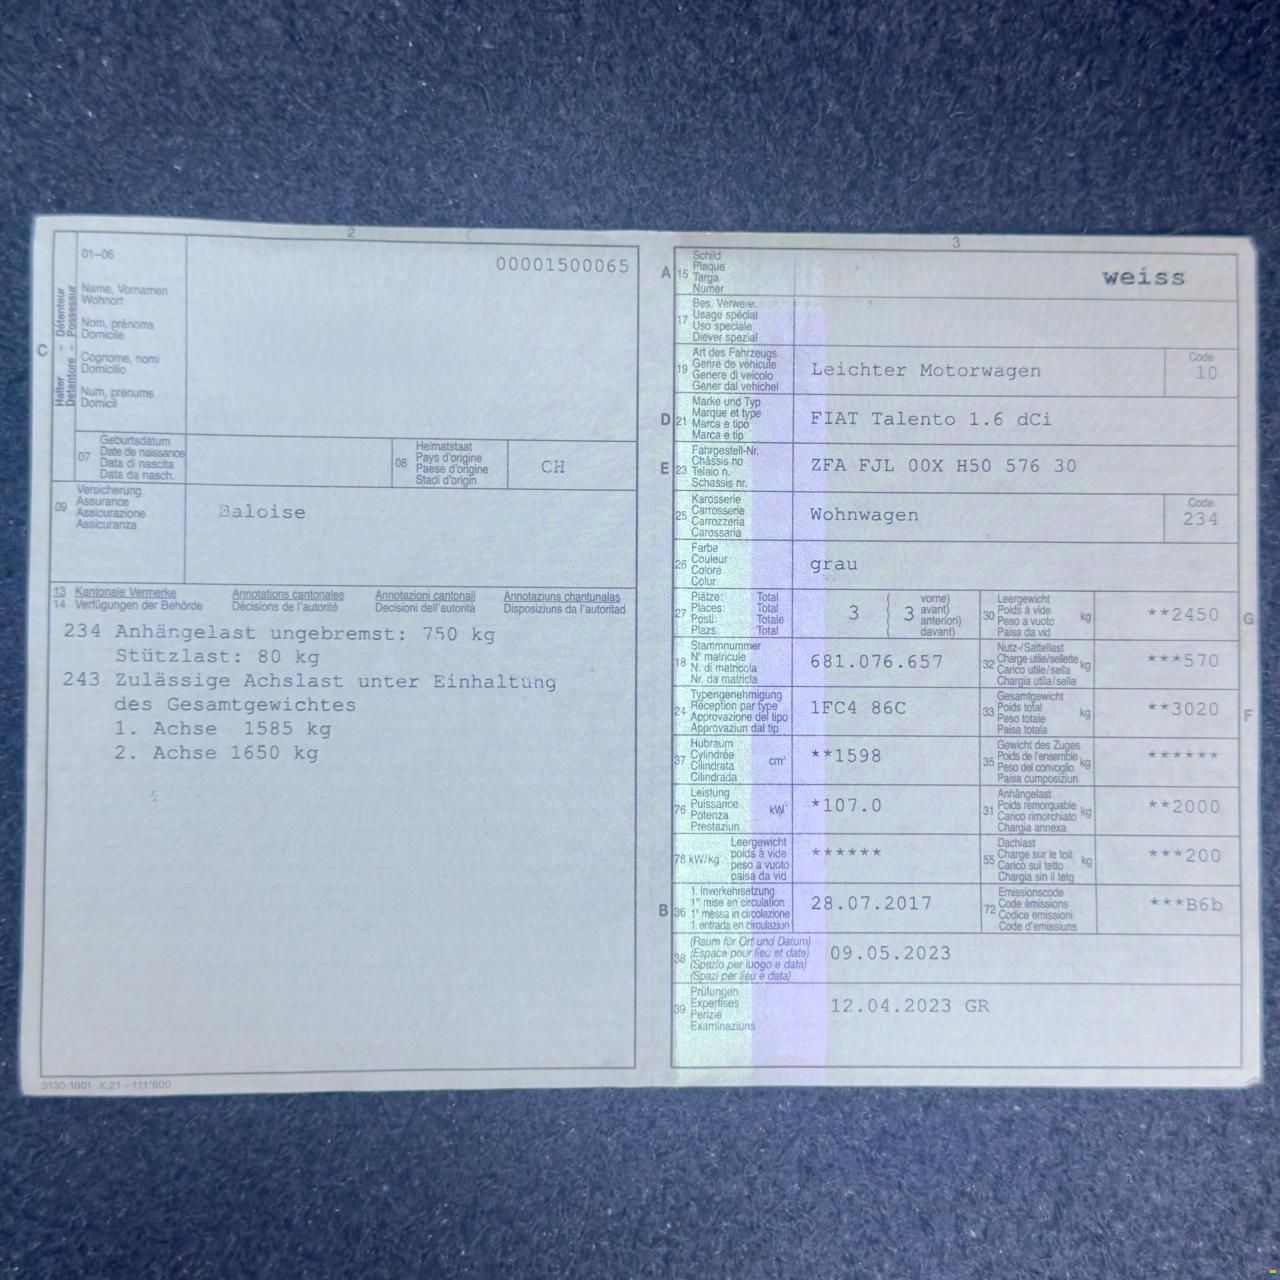 2
01–06
00001500065
Halter – Détenteur
Detentore – Possessur
C
Name, Vornamen
Wohnort
Nom, prénoms
Domicile
Cognome, nomi
Domicilio
Num, prenums
Domicil
07
Geburtsdatum
Date de naissance
Data di nascita
Data da nasch.
08
Heimatstaat
Pays d'origine
Paese d'origine
Stadi d'origin
CH
09
Versicherung
Assurance
Assicurazione
Assicuranza
Baloise
13 Kantonale Vermerke Annotations cantonales Annotazioni cantonali Annotaziuns chantunalas
14 Verfügungen der Behörde Décisions de l'autorité Decisioni dell'autorità Disposiziuns da l'autoritad
234 Anhängelast ungebremst: 750 kg
Stützlast: 80 kg
243 Zulässige Achslast unter Einhaltung
des Gesamtgewichtes
1. Achse 1585 kg
2. Achse 1650 kg
3130.1001 X.21 - 111'600
3
A 15
Schild
Plaque
Targa
Numer
weiss
17
Bes. Verwend.
Usage spécial
Uso speciale
Diever spezial
19
Art des Fahrzeugs
Genre de véhicule
Genere di veicolo
Gener dal vehichel
Leichter Motorwagen
Code
10
D 21
Marke und Typ
Marque et type
Marca e tipo
Marca e tip
FIAT Talento 1.6 dCi
E 23
Fahrgestell-Nr.
Châssis no
Telaio n.
Schassis nr.
ZFA FJL 00X H50 576 30
25
Karosserie
Carrosserie
Carrozzeria
Carossaria
Wohnwagen
Code
234
26
Farbe
Couleur
Colore
Colur
grau
27
Plätze: Total
Places: Total
Posti: Totale
Plazs: Total
3
3
vorne)
avant)
anteriori)
davant)
30
Leergewicht
Poids à vide
Peso a vuoto
Paisa da vid
kg
**2450
G
18
Stammnummer
N° matricule
N. di matricola
Nr. da matricla
681.076.657
32
Nutz-/Sattellast
Charge utile/sellette
Carico utile/sella
Chargia utila/sella
kg
***570
24
Typengenehmigung
Réception par type
Approvazione del tipo
Approvaziun dal tip
1FC4 86C
33
Gesamtgewicht
Poids total
Peso totale
Paisa totala
kg
**3020
F
37
Hubraum
Cylindrée
Cilindrata
Cilindrada
cm³
**1598
35
Gewicht des Zuges
Poids de l'ensemble
Peso del convoglio
Paisa cumposiziun
kg
******
76
Leistung
Puissance
Potenza
Prestaziun
kW
*107.0
31
Anhängelast
Poids remorquable
Carico rimorchiato
Chargia annexa
kg
**2000
78 kW/kg
Leergewicht
poids à vide
peso a vuoto
paisa da vid
******
55
Dachlast
Charge sur le toit
Carico sul tetto
Chargia sin il tetg
kg
***200
B 36
1. Inverkehrsetzung
1re mise en circulation
1a messa in circolazione
1. entrada en circulaziun
28.07.2017
72
Emissionscode
Code émissions
Codice emissioni
Code d'emissiuns
***B6b
38
(Raum für Ort und Datum)
(Espace pour lieu et date)
(Spazio per luogo e data)
(Spazi per lieu e data)
09.05.2023
39
Prüfungen
Expertises
Perizie
Examinaziuns
12.04.2023 GR